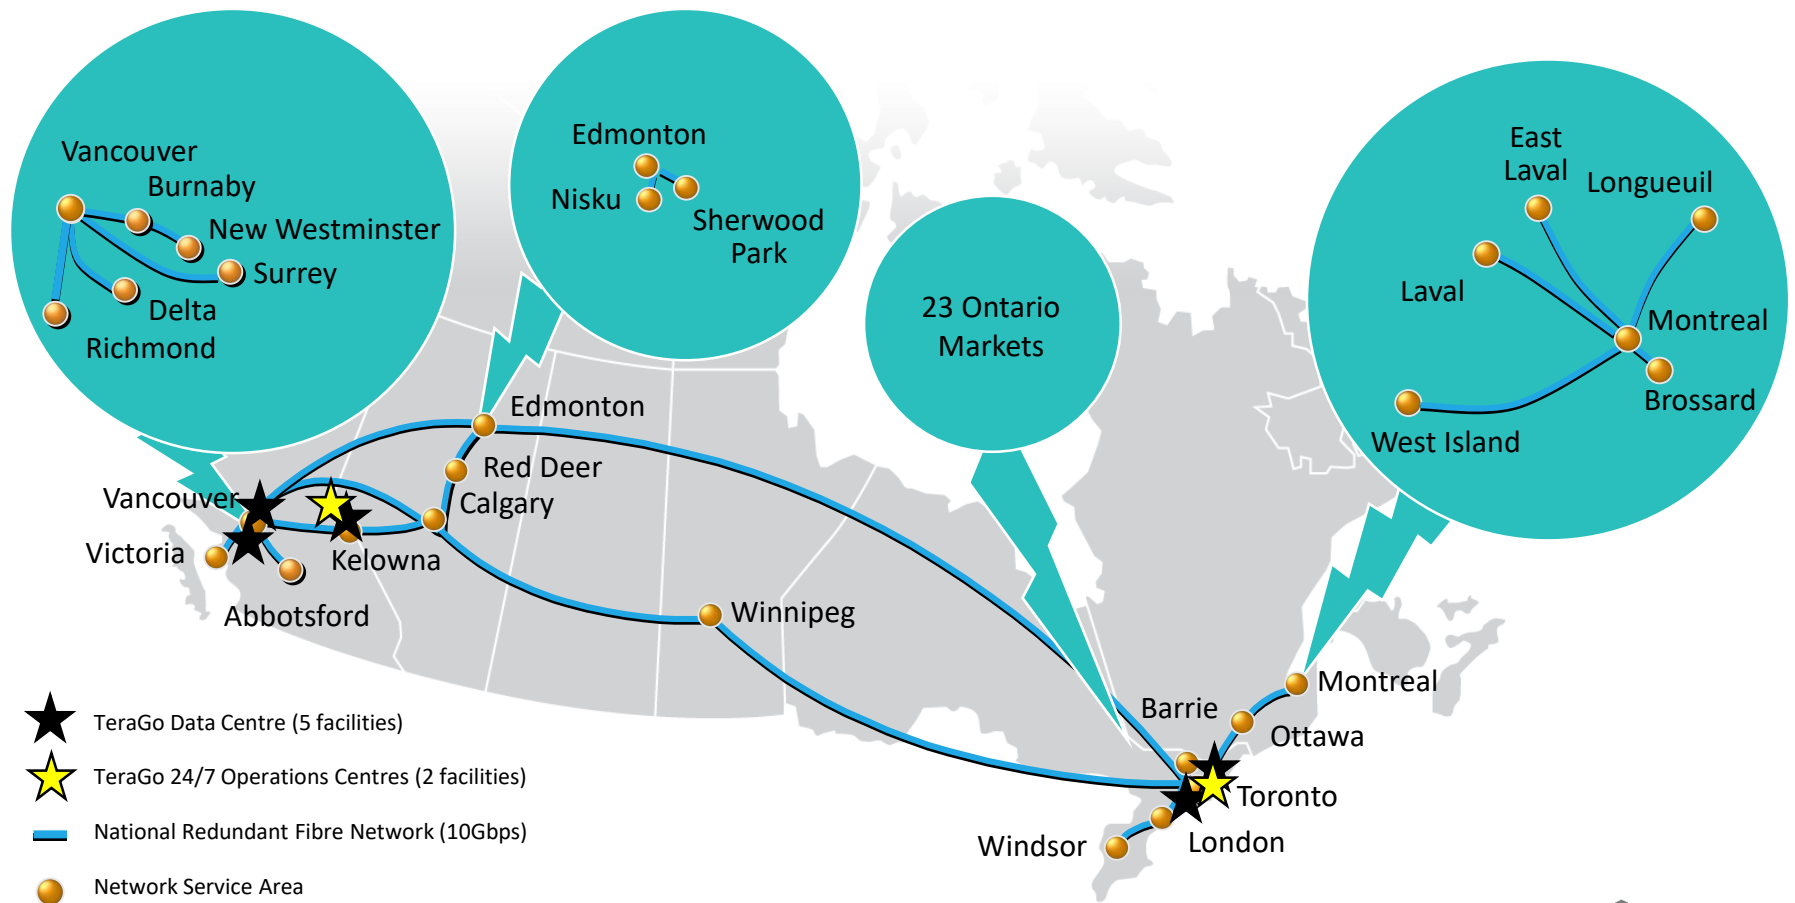 Vancouver
Burnaby
New Westminster
Surrey
Delta
Richmond
Edmonton
Nisku
Sherwood
Park
23 Ontario
Markets
East
Laval
Longueuil
Laval
Montreal
Brossard
West Island
Edmonton
Red Deer
Calgary
Vancouver
Victoria
Kelowna
Abbotsford
Winnipeg
Barrie
Montreal
Ottawa
Toronto
London
Windsor
TeraGo Data Centre (5 facilities)
TeraGo 24/7 Operations Centres (2 facilities)
National Redundant Fibre Network (10Gbps)
Network Service Area